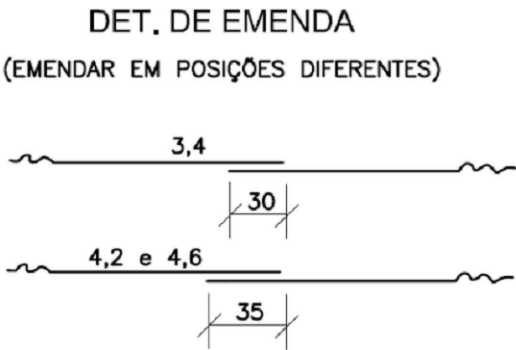 DET. DE EMENDA
(EMENDAR EM POSIÇÕES DIFERENTES)
3,4
30
4,2 e 4,6
35